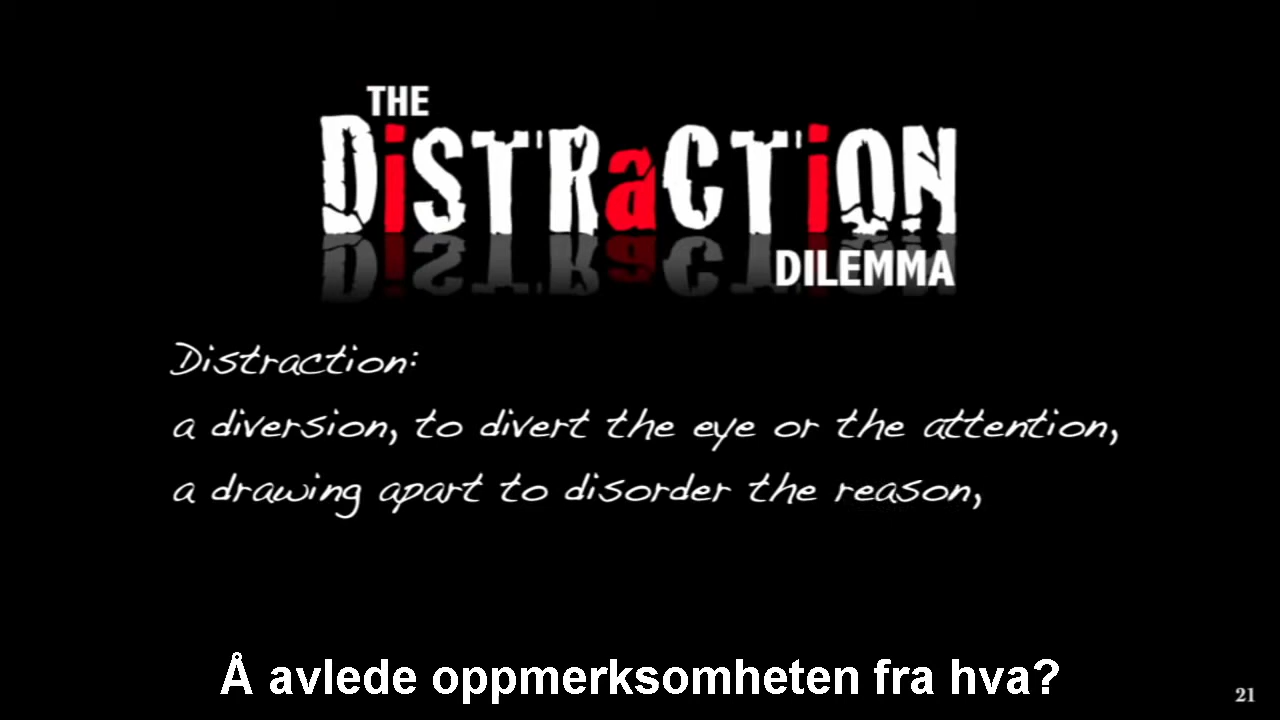 THE
DiSTRaCTiON
DILEMMA
Distraction:
a diversion, to divert the eye or the attention,
a drawing apart to disorder the reason,
Å avlede oppmerksomheten fra hva?
21